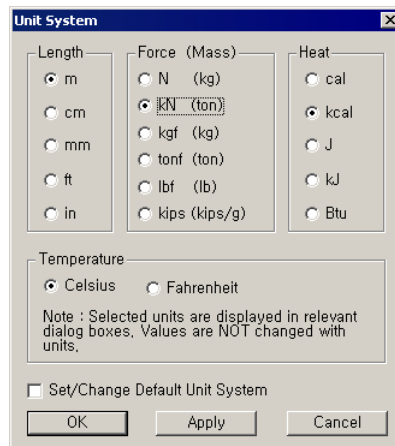 Unit System
Length
m
cm
mm
ft
in
Force (Mass)
N (kg)
kN (ton)
kgf (kg)
tonf (ton)
lbf (lb)
kips (kips/g)
Heat
cal
kcal
J
kJ
Btu
Temperature
Celsius
Fahrenheit
Note : Selected units are displayed in relevant
dialog boxes, Values are NOT changed with
units,
Set/Change Default Unit System
OK
Apply
Cancel